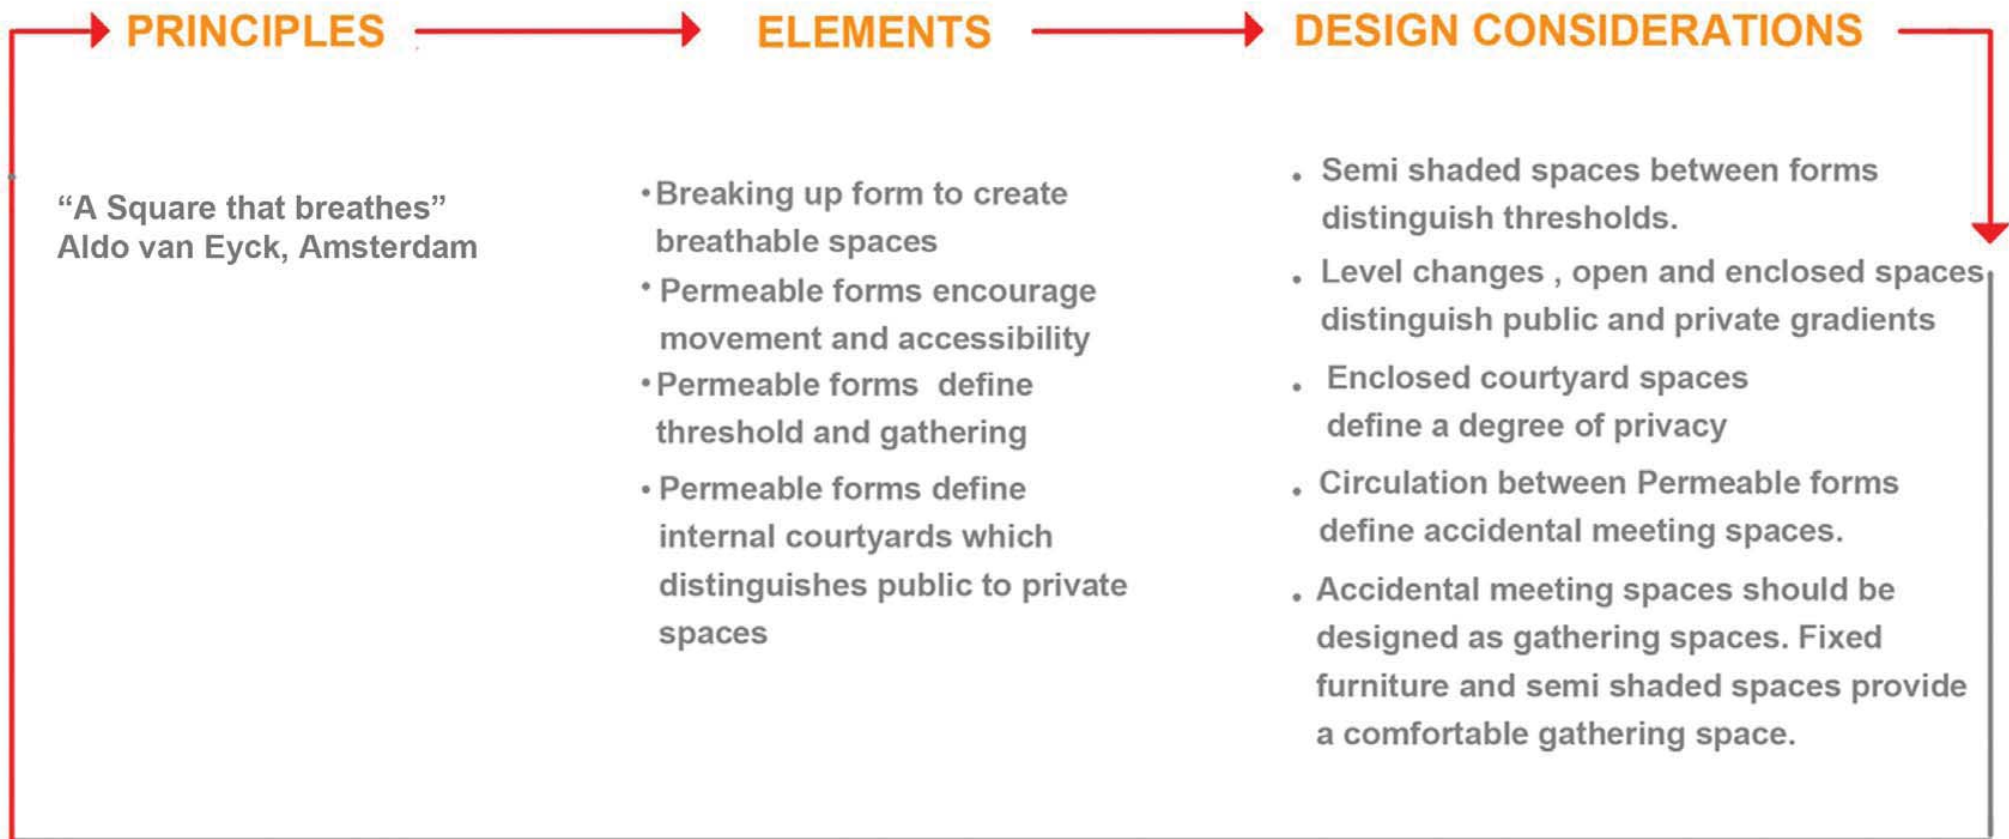 PRINCIPLES
ELEMENTS
DESIGN CONSIDERATIONS
“A Square that breathes”
Aldo van Eyck, Amsterdam
•Breaking up form to create
breathable spaces
• Permeable forms encourage
movement and accessibility
•Permeable forms define
threshold and gathering
• Permeable forms define
internal courtyards which
distinguishes public to private
spaces
. Semi shaded spaces between forms
distinguish thresholds.
. Level changes , open and enclosed spaces
distinguish public and private gradients
. Enclosed courtyard spaces
define a degree of privacy
. Circulation between Permeable forms
define accidental meeting spaces.
. Accidental meeting spaces should be
designed as gathering spaces. Fixed
furniture and semi shaded spaces provide
a comfortable gathering space.